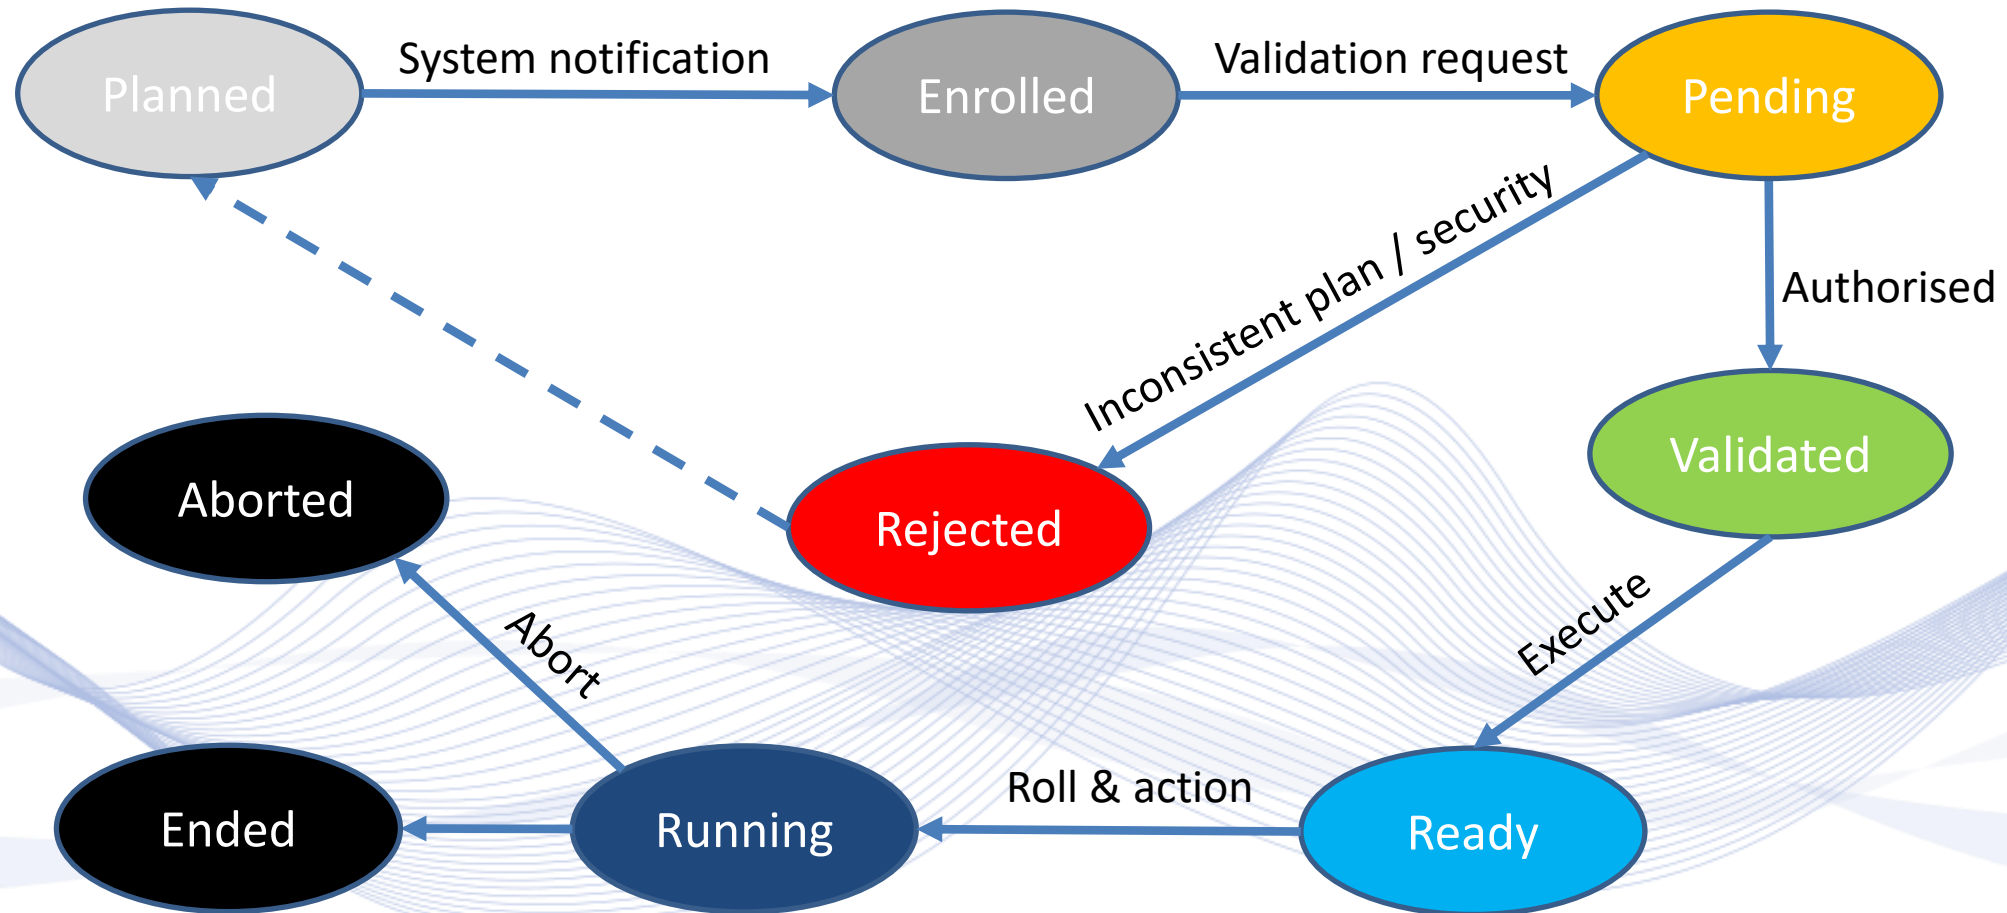 Planned
System notification
Enrolled
Validation request
Pending
Inconsistent plan / security
Authorised
Validated
Aborted
Rejected
Abort
Execute
Ended
Running
Roll & action
Ready